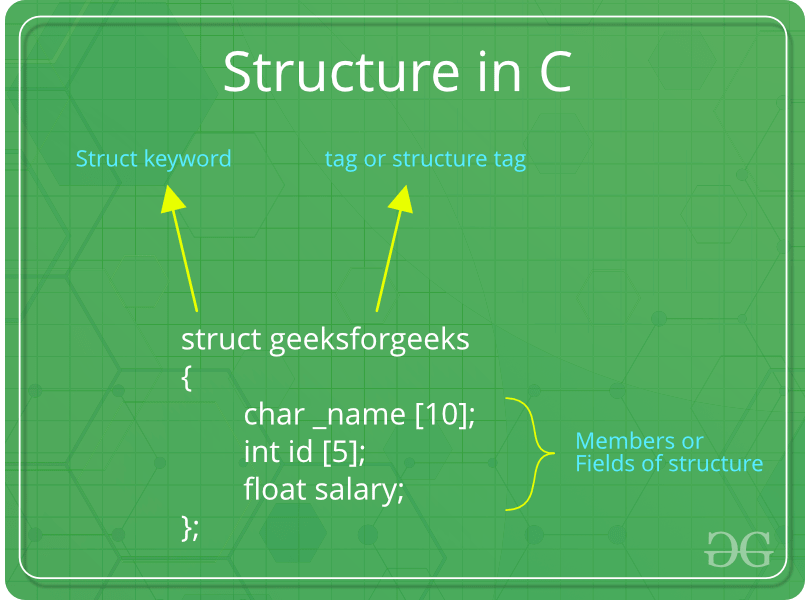 Structure in C
Struct keyword
tag or structure tag
struct geeksforgeeks
{
char _name [10];
int id [5];
float salary;
};
Members or
Fields of structure
GG